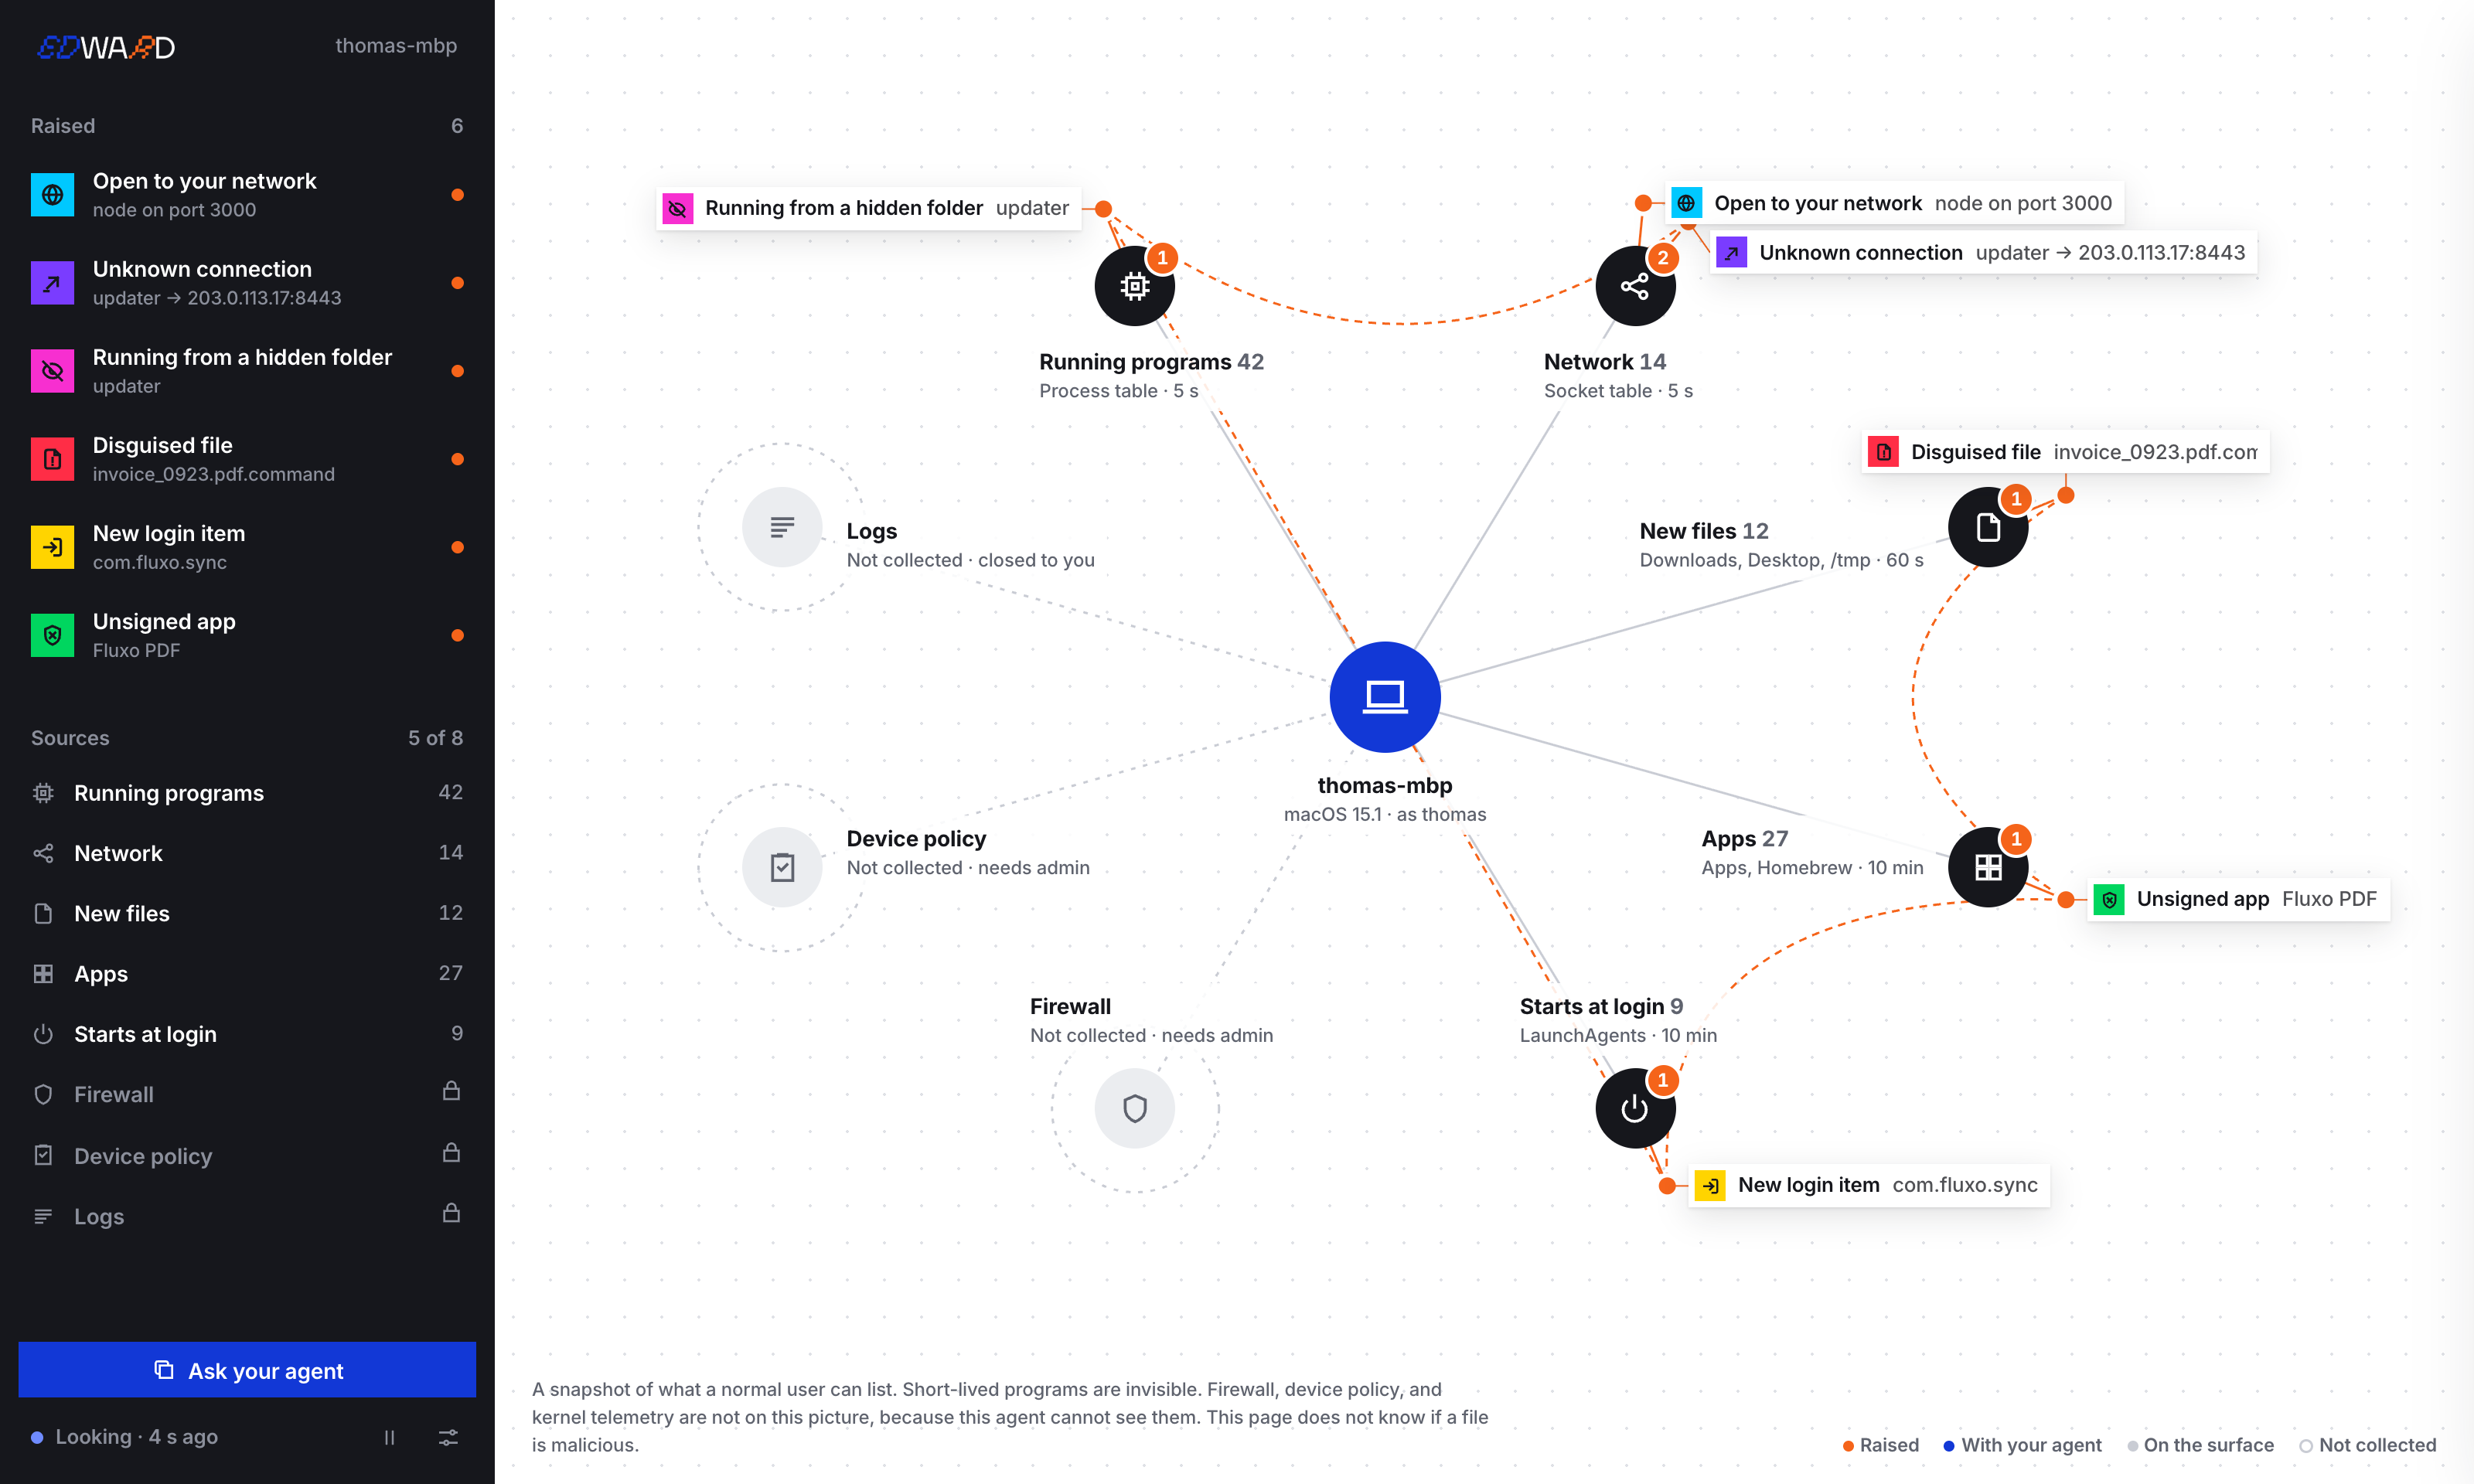 EDWARD
thomas-mbp
Raised 6
Open to your network
node on port 3000
Unknown connection
updater → 203.0.113.17:8443
Running from a hidden folder
updater
Disguised file
invoice_0923.pdf.command
New login item
com.fluxo.sync
Unsigned app
Fluxo PDF
Sources 5 of 8
Running programs 42
Network 14
New files 12
Apps 27
Starts at login 9
Firewall
Device policy
Logs
Ask your agent
Looking · 4 s ago
Running from a hidden folder updater
1
Running programs 42
Process table · 5 s
Open to your network node on port 3000
Unknown connection updater → 203.0.113.17:8443
2
Network 14
Socket table · 5 s
Disguised file invoice_0923.pdf.com
1
New files 12
Downloads, Desktop, /tmp · 60 s
Logs
Not collected · closed to you
thomas-mbp
macOS 15.1 · as thomas
Device policy
Not collected · needs admin
1
Apps 27
Apps, Homebrew · 10 min
Unsigned app Fluxo PDF
Firewall
Not collected · needs admin
Starts at login 9
LaunchAgents · 10 min
1
New login item com.fluxo.sync
A snapshot of what a normal user can list. Short-lived programs are invisible. Firewall, device policy, and
kernel telemetry are not on this picture, because this agent cannot see them. This page does not know if a file
is malicious.
Raised With your agent On the surface Not collected